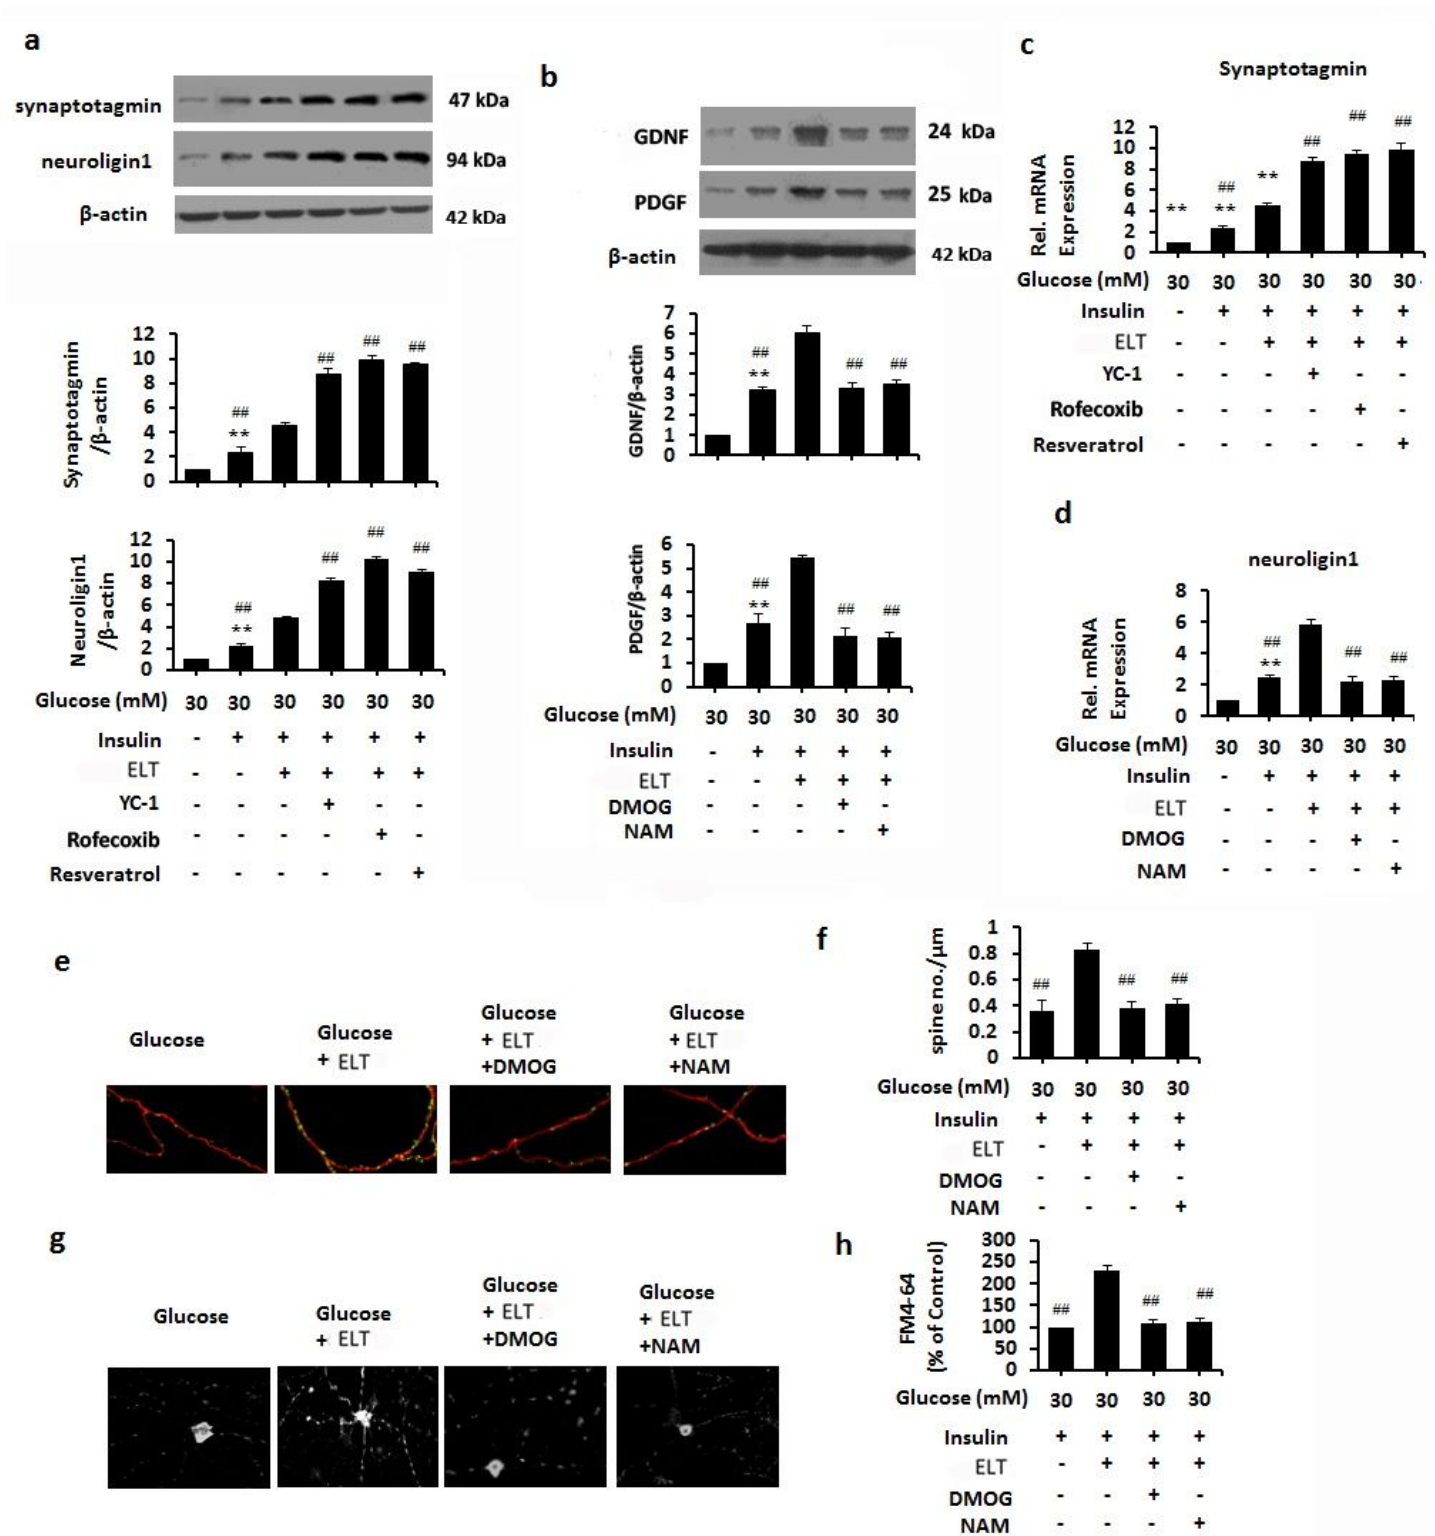 a
synaptotagmin 47 kDa
neuroligin1 94 kDa
β-actin 42 kDa
12
10
8
6
4
2
0
Synaptotagmin
/β-actin
##
**
##
##
##
12
10
8
6
4
2
0
Neuroligin1
/β-actin
##
**
##
##
##
Glucose (mM) 30 30 30 30 30 30
Insulin - + + + + +
ELT - - + + + +
YC-1 - - - + - -
Rofecoxib - - - - + -
Resveratrol - - - - - +
b
GDNF 24 kDa
PDGF 25 kDa
β-actin 42 kDa
7
6
5
4
3
2
1
0
GDNF/β-actin
##
**
##
##
6
5
4
3
2
1
0
PDGF/β-actin
##
**
##
##
Glucose (mM) 30 30 30 30 30
Insulin - + + + +
ELT - - + + +
DMOG - - - + -
NAM - - - - +
c
Synaptotagmin
12
10
8
6
4
2
0
Rel. mRNA
Expression
**
##
**
**
##
##
##
Glucose (mM) 30 30 30 30 30 30
Insulin - + + + + +
ELT - - + + + +
YC-1 - - - + - -
Rofecoxib - - - - + -
Resveratrol - - - - - +
d
neuroligin1
8
6
4
2
0
Rel. mRNA
Expression
##
**
##
##
Glucose (mM) 30 30 30 30 30
Insulin - + + + +
ELT - - + + +
DMOG - - - + -
NAM - - - - +
e
Glucose
Glucose
+ ELT
Glucose
+ ELT
+DMOG
Glucose
+ ELT
+NAM
f
1
0.8
0.6
0.4
0.2
0
spine no./µm
##
##
##
Glucose (mM) 30 30 30 30
Insulin + + + +
ELT - + + +
DMOG - - + -
NAM - - - +
g
Glucose
Glucose
+ ELT
Glucose
+ ELT
+DMOG
Glucose
+ ELT
+NAM
h
300
250
200
150
100
50
0
FM4-64
(% of Control)
##
##
##
Glucose (mM) 30 30 30 30
Insulin + + + +
ELT - + + +
DMOG - - + -
NAM - - - +